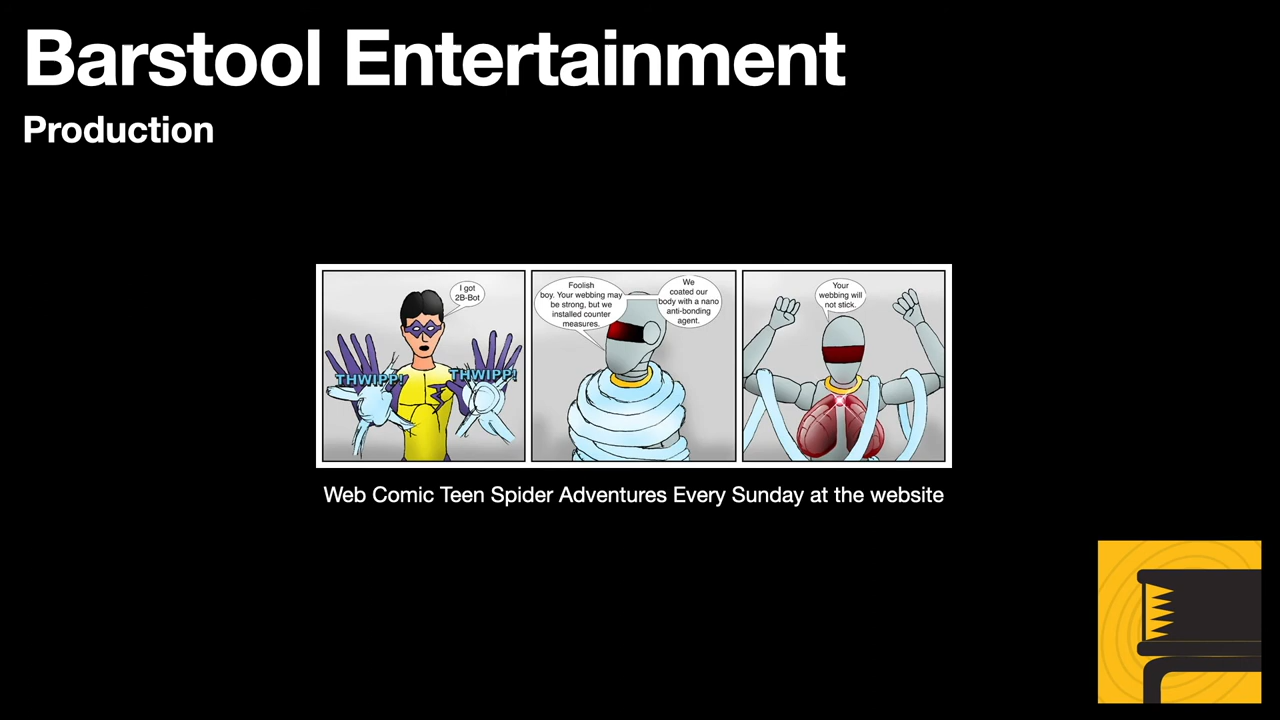 Barstool Entertainment
Production
I got
2B-Bot
THWIPP!
THWIPP!
Foolish
boy. Your webbing may
be strong, but we
installed counter
measures.
We
coated our
body with a nano
anti-bonding
agent.
Your
webbing will
not stick.
Web Comic Teen Spider Adventures Every Sunday at the website